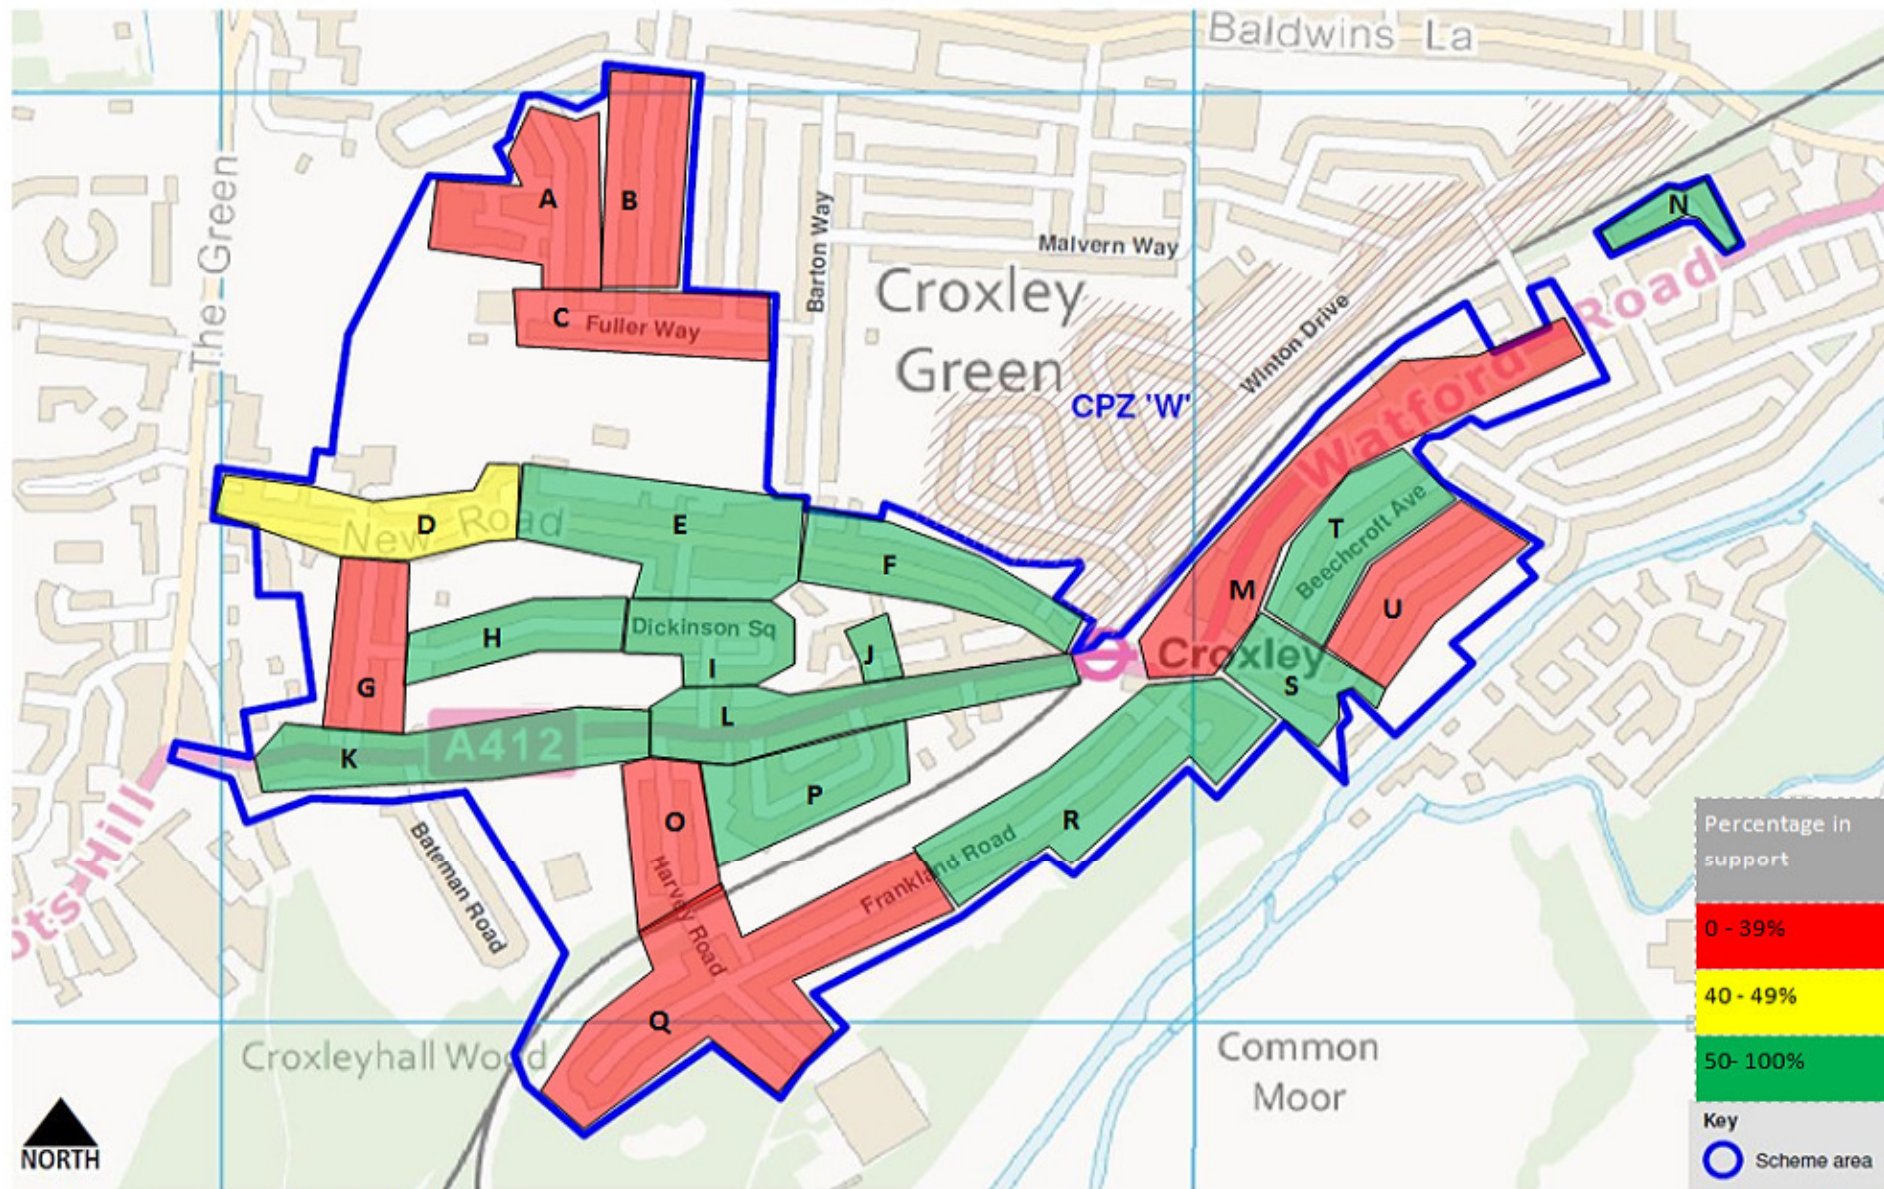 Baldwins La
The Green
A
B
N
Barton Way
Malvern Way
Croxley
Green
C
Fuller Way
Winton Drive
CPZ 'W'
Watford Road
D
New Road
E
F
T
Beechcroft Ave
M
U
H
Dickinson Sq
I
J
Croxley
S
G
L
K
A412
P
O
R
ots Hill
Bateman Road
Harvey Road
Frankland Road
Q
Croxleyhall Wood
Common
Moor
NORTH
Percentage in
support
0 - 39%
40 - 49%
50- 100%
Key
Scheme area